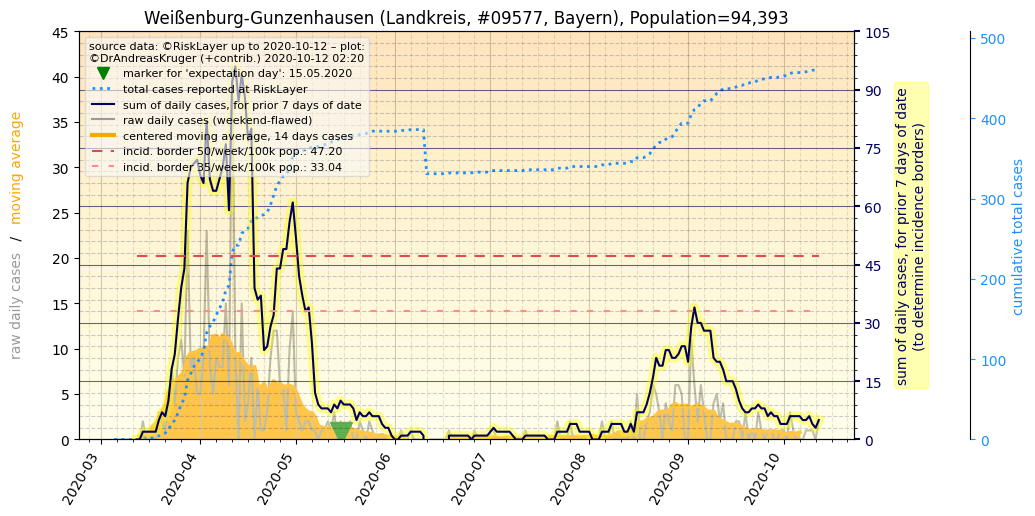 Weißenburg-Gunzenhausen (Landkreis, #09577, Bayern), Population=94,393
source data: ©RiskLayer up to 2020-10-12 – plot:
©DrAndreasKruger (+contrib.) 2020-10-12 02:20
marker for 'expectation day': 15.05.2020
total cases reported at RiskLayer
sum of daily cases, for prior 7 days of date
raw daily cases (weekend-flawed)
centered moving average, 14 days cases
incid. border 50/week/100k pop.: 47.20
incid. border 35/week/100k pop.: 33.04
raw daily cases / moving average
45
40
35
30
25
20
15
10
5
0
105
90
75
60
45
30
15
0
sum of daily cases, for prior 7 days of date
(to determine incidence borders)
500
400
300
200
100
0
cumulative total cases
2020-03
2020-04
2020-05
2020-06
2020-07
2020-08
2020-09
2020-10